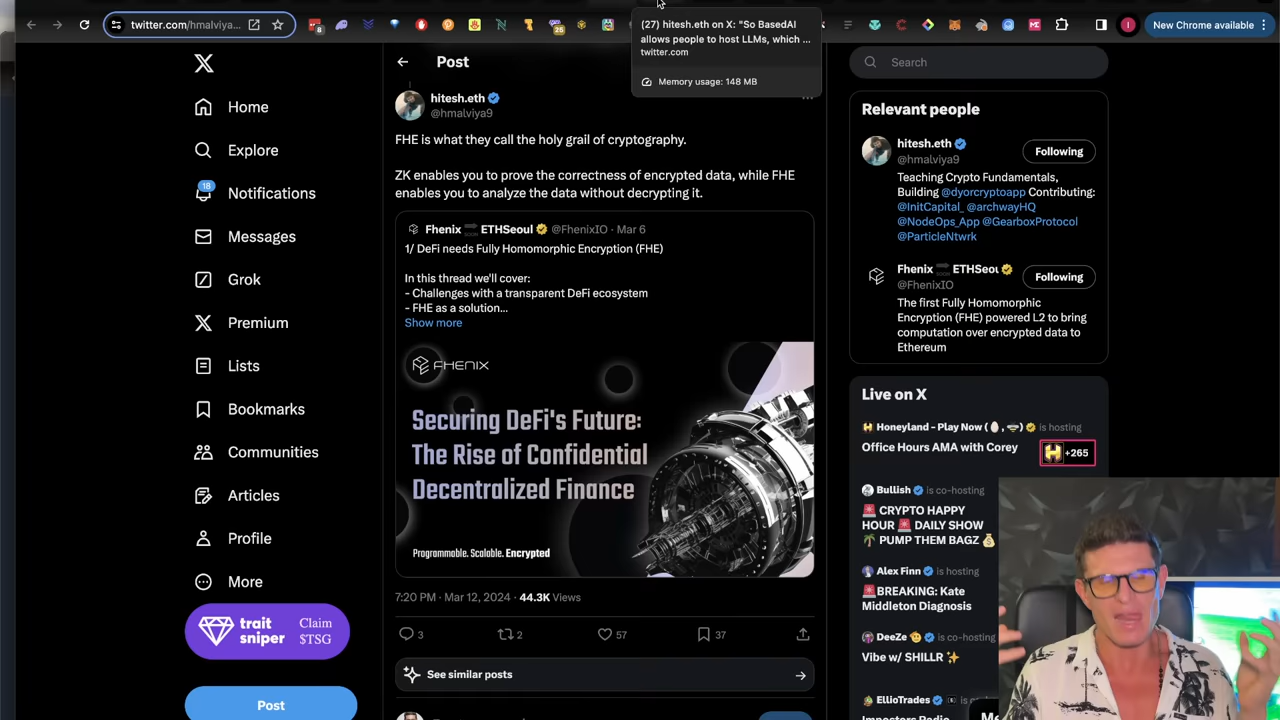 twitter.com/hmalviya...
8
26
New Chrome available
(27) hitesh.eth on X: "So BasedAI
allows people to host LLMs, which ...
twitter.com
Memory usage: 148 MB
Home
Explore
18
Notifications
Messages
Grok
Premium
Lists
Bookmarks
Communities
Articles
Profile
More
trait
sniper
Claim
$TSG
Post
Post
hitesh.eth
@hmalviya9
FHE is what they call the holy grail of cryptography.
ZK enables you to prove the correctness of encrypted data, while FHE
enables you to analyze the data without decrypting it.
Fhenix ETHSeoul @FhenixIO · Mar 6
1/ DeFi needs Fully Homomorphic Encryption (FHE)
In this thread we'll cover:
- Challenges with a transparent DeFi ecosystem
- FHE as a solution...
Show more
FHENIX
Securing DeFi's Future:
The Rise of Confidential
Decentralized Finance
Programmable. Scalable. Encrypted
7:20 PM · Mar 12, 2024 · 44.3K Views
3
2
57
37
See similar posts
Search
Relevant people
hitesh.eth
@hmalviya9
Following
Teaching Crypto Fundamentals,
Building @dyorcryptoapp Contributing:
@InitCapital_ @archwayHQ
@NodeOps_App @GearboxProtocol
@ParticleNtwrk
Fhenix ETHSeoul
@FhenixIO
Following
The first Fully Homomorphic
Encryption (FHE) powered L2 to bring
computation over encrypted data to
Ethereum
Live on X
Honeyland - Play Now ( , ) is hosting
Office Hours AMA with Corey
+265
Bullish is co-hosting
CRYPTO HAPPY
HOUR DAILY SHOW
PUMP THEM BAGZ
Alex Finn is hosting
BREAKING: Kate
Middleton Diagnosis
DeeZe is co-hosting
Vibe w/ SHILLR
EllioTrades is co
Impostors Radio
Me